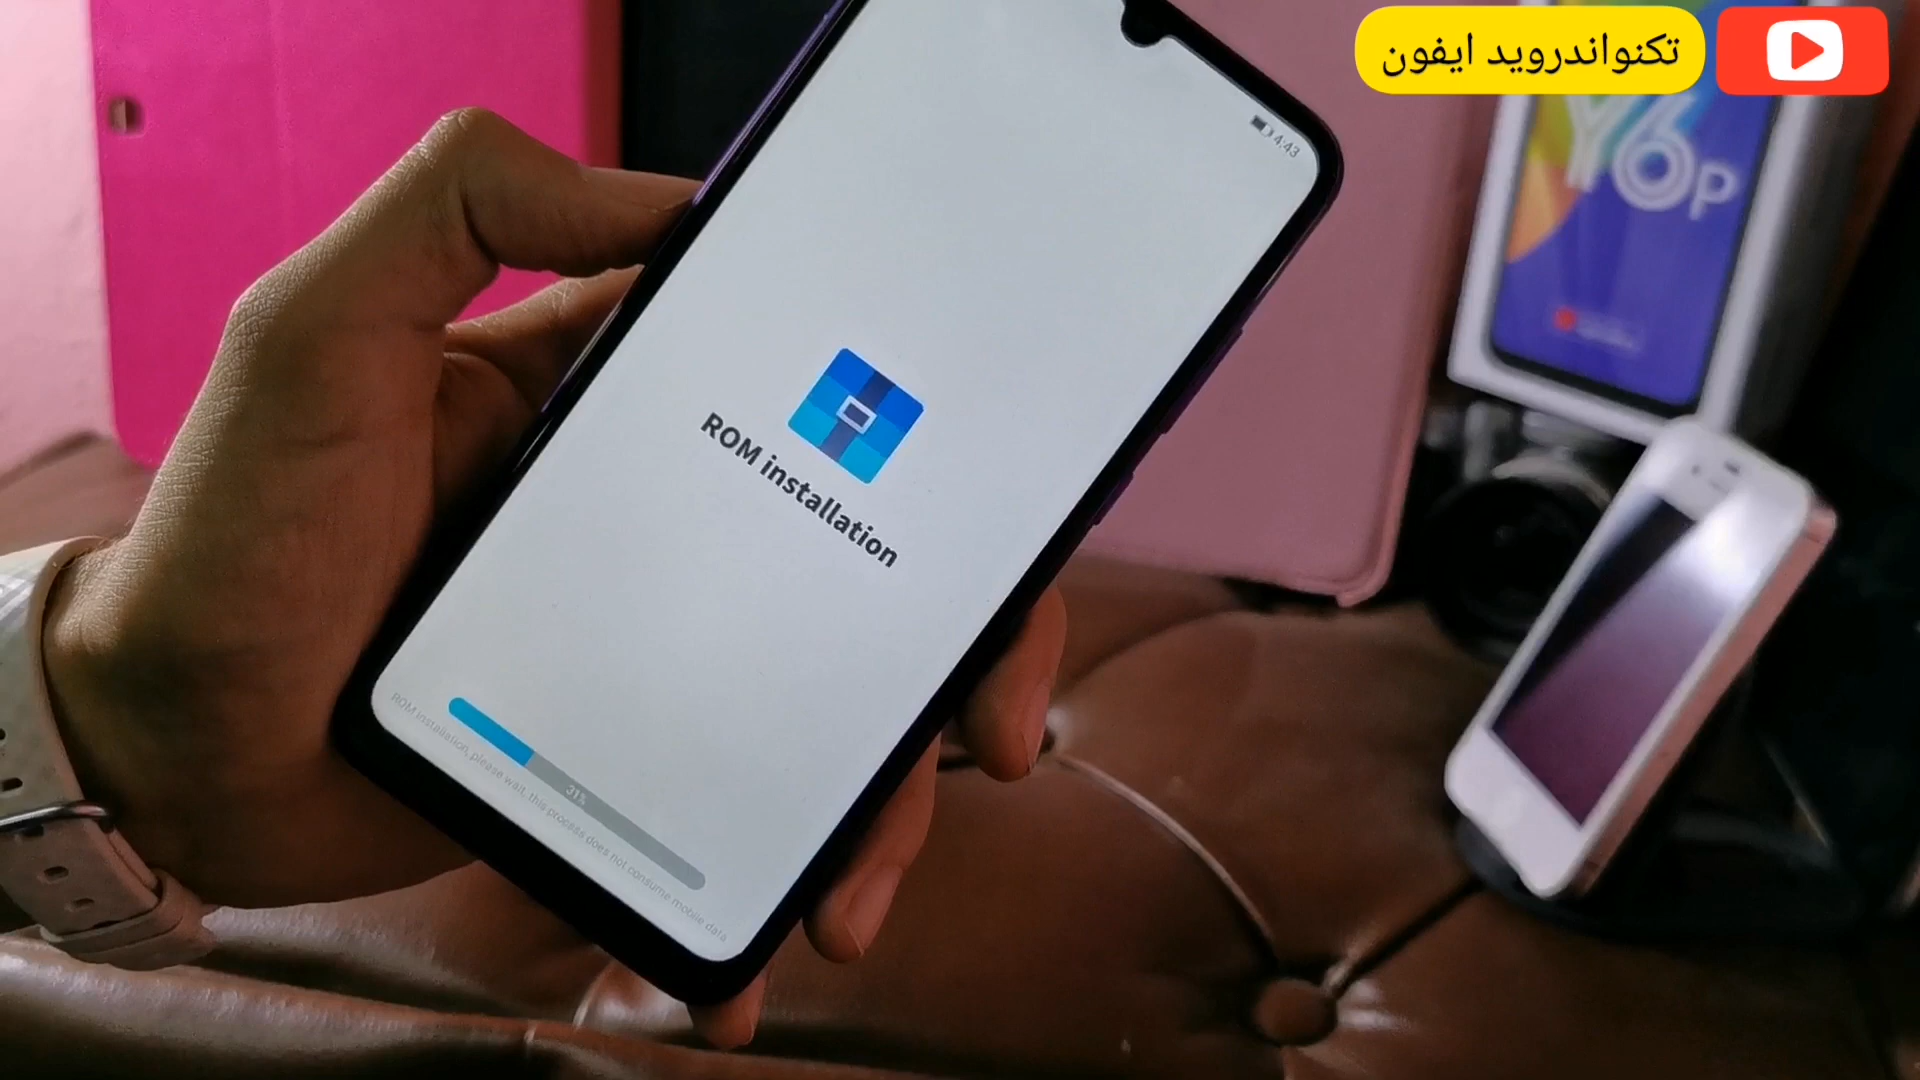 تكنواندرويد ايفون
Y6p
4:43
ROM installation
31%
ROM installation, please wait, this process does not consume mobile data